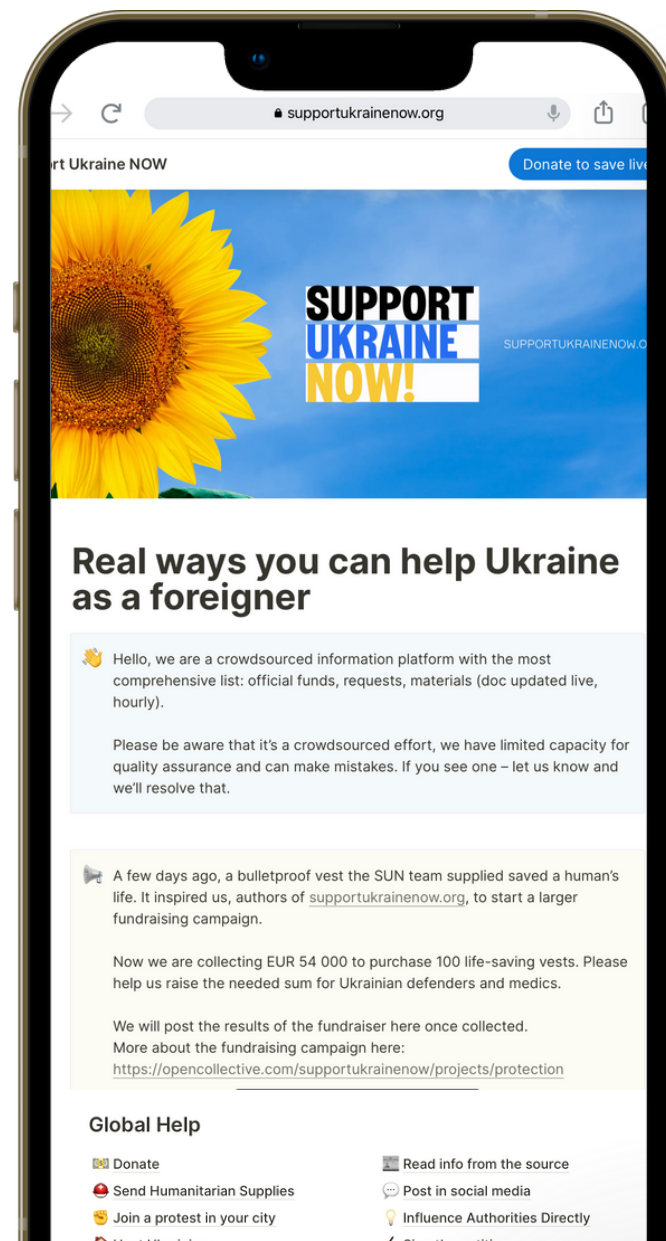 supportukrainenow.org
rt Ukraine NOW
Donate to save live
SUPPORT
UKRAINE
NOW!
SUPPORTUKRAINENOW.O
Real ways you can help Ukraine
as a foreigner
Hello, we are a crowdsourced information platform with the most
comprehensive list: official funds, requests, materials (doc updated live,
hourly).
Please be aware that it's a crowdsourced effort, we have limited capacity for
quality assurance and can make mistakes. If you see one – let us know and
we'll resolve that.
A few days ago, a bulletproof vest the SUN team supplied saved a human's
life. It inspired us, authors of supportukrainenow.org, to start a larger
fundraising campaign.
Now we are collecting EUR 54 000 to purchase 100 life-saving vests. Please
help us raise the needed sum for Ukrainian defenders and medics.
We will post the results of the fundraiser here once collected.
More about the fundraising campaign here:
https://opencollective.com/supportukrainenow/projects/protection
Global Help
Donate
Read info from the source
Send Humanitarian Supplies
Post in social media
Join a protest in your city
Influence Authorities Directly